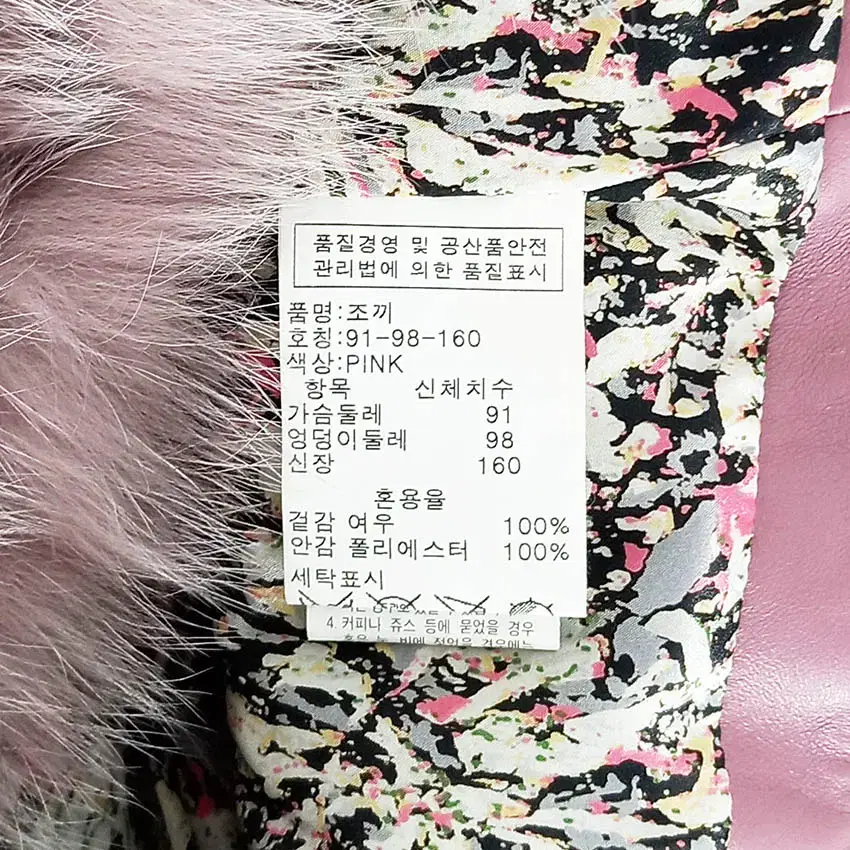 품질경영 및 공산품안전
관리법에 의한 품질표시
품명:조끼
호칭:91-98-160
색상:PINK
항목 신체치수
가슴둘레 91
엉덩이둘레 98
신장 160
혼용율
겉감 여우 100%
안감 폴리에스터 100%
세탁표시
4.커피나 쥬스 등에 묻었을 경우